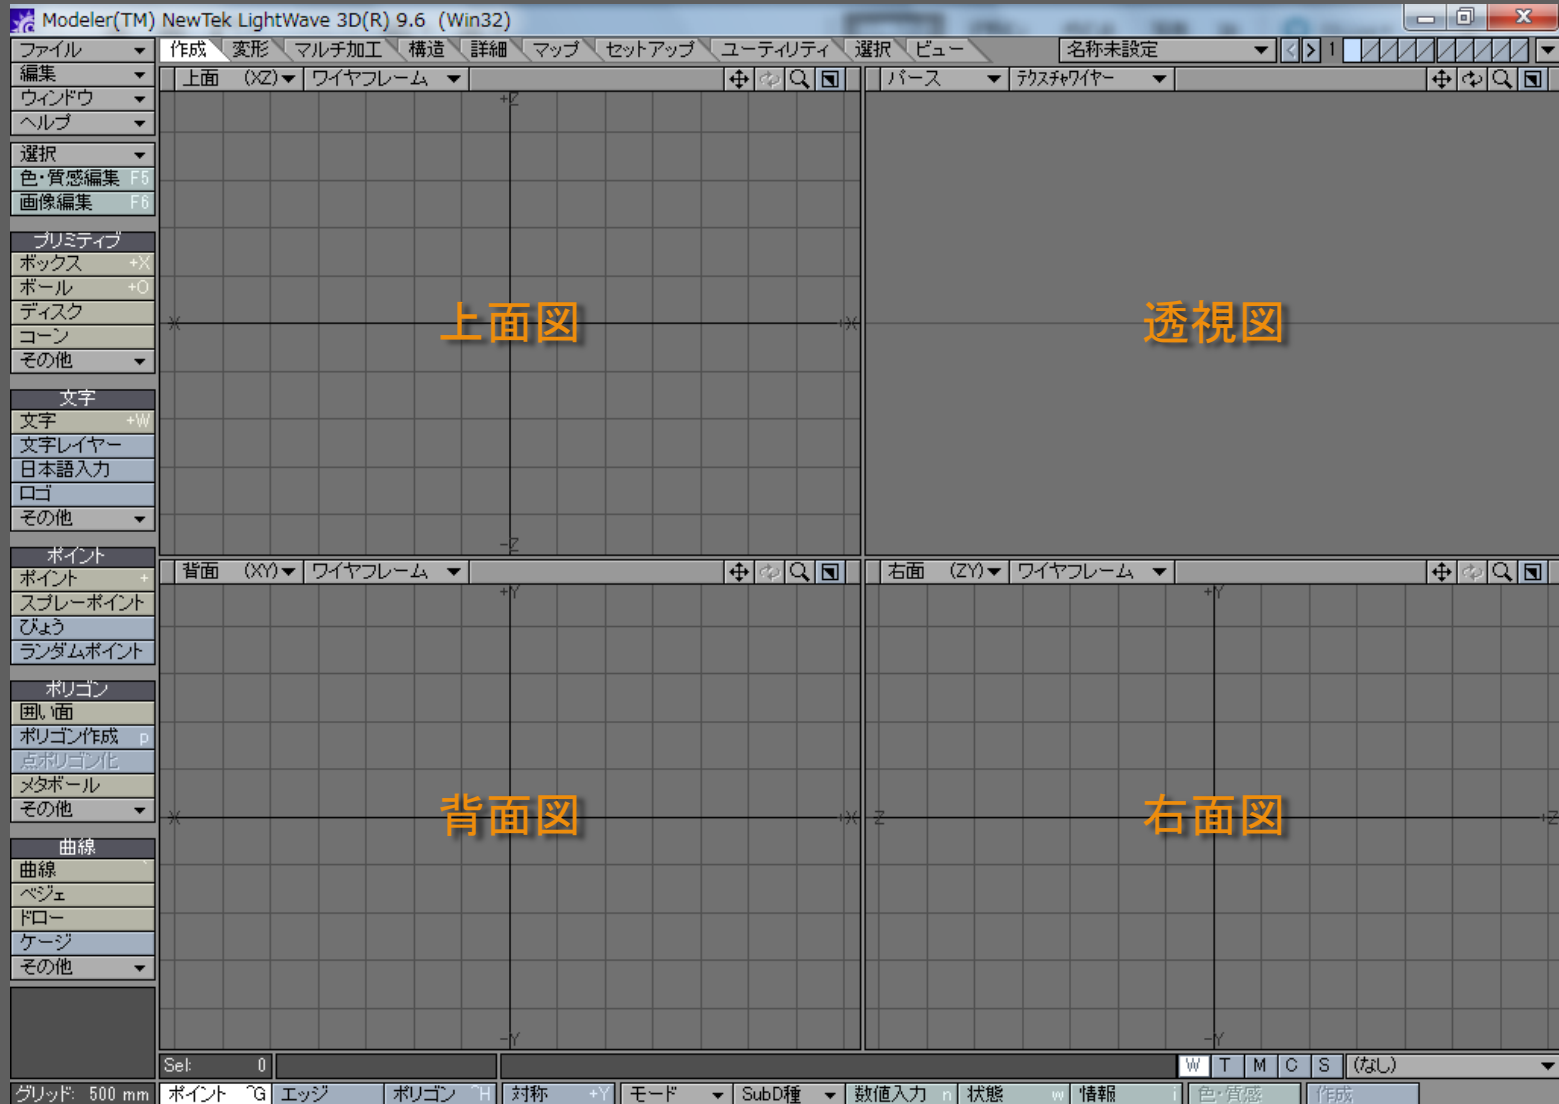 Modeler(TM) NewTek LightWave 3D(R) 9.6 (Win32)
ファイル
編集
ウィンドウ
ヘルプ
選択
色・質感編集 F5
画像編集 F6
プリミティブ
ボックス +X
ボール +O
ディスク
コーン
その他
文字
文字 +W
文字レイヤー
日本語入力
ロゴ
その他
ポイント
ポイント +
スプレーポイント
びょう
ランダムポイント
ポリゴン
囲い面
ポリゴン作成 p
点ポリゴン化
メタボール
その他
曲線
曲線 `
ベジェ
ドロー
ケージ
その他
作成 変形 マルチ加工 構造 詳細 マップ セットアップ ユーティリティ 選択 ビュー 名称未設定 < > 1
上面 (XZ) ワイヤフレーム
+Z
-X +X
-Z
上面図
パース テクスチャワイヤー
透視図
背面 (XY) ワイヤフレーム
+Y
-X +X
-Y
背面図
右面 (ZY) ワイヤフレーム
+Y
-Z +Z
-Y
右面図
Sel: 0
W T M C S (なし)
グリッド: 500 mm ポイント ^G エッジ ポリゴン ^H 対称 +Y モード SubD種 数値入力 n 状態 w 情報 i 色・質感 作成